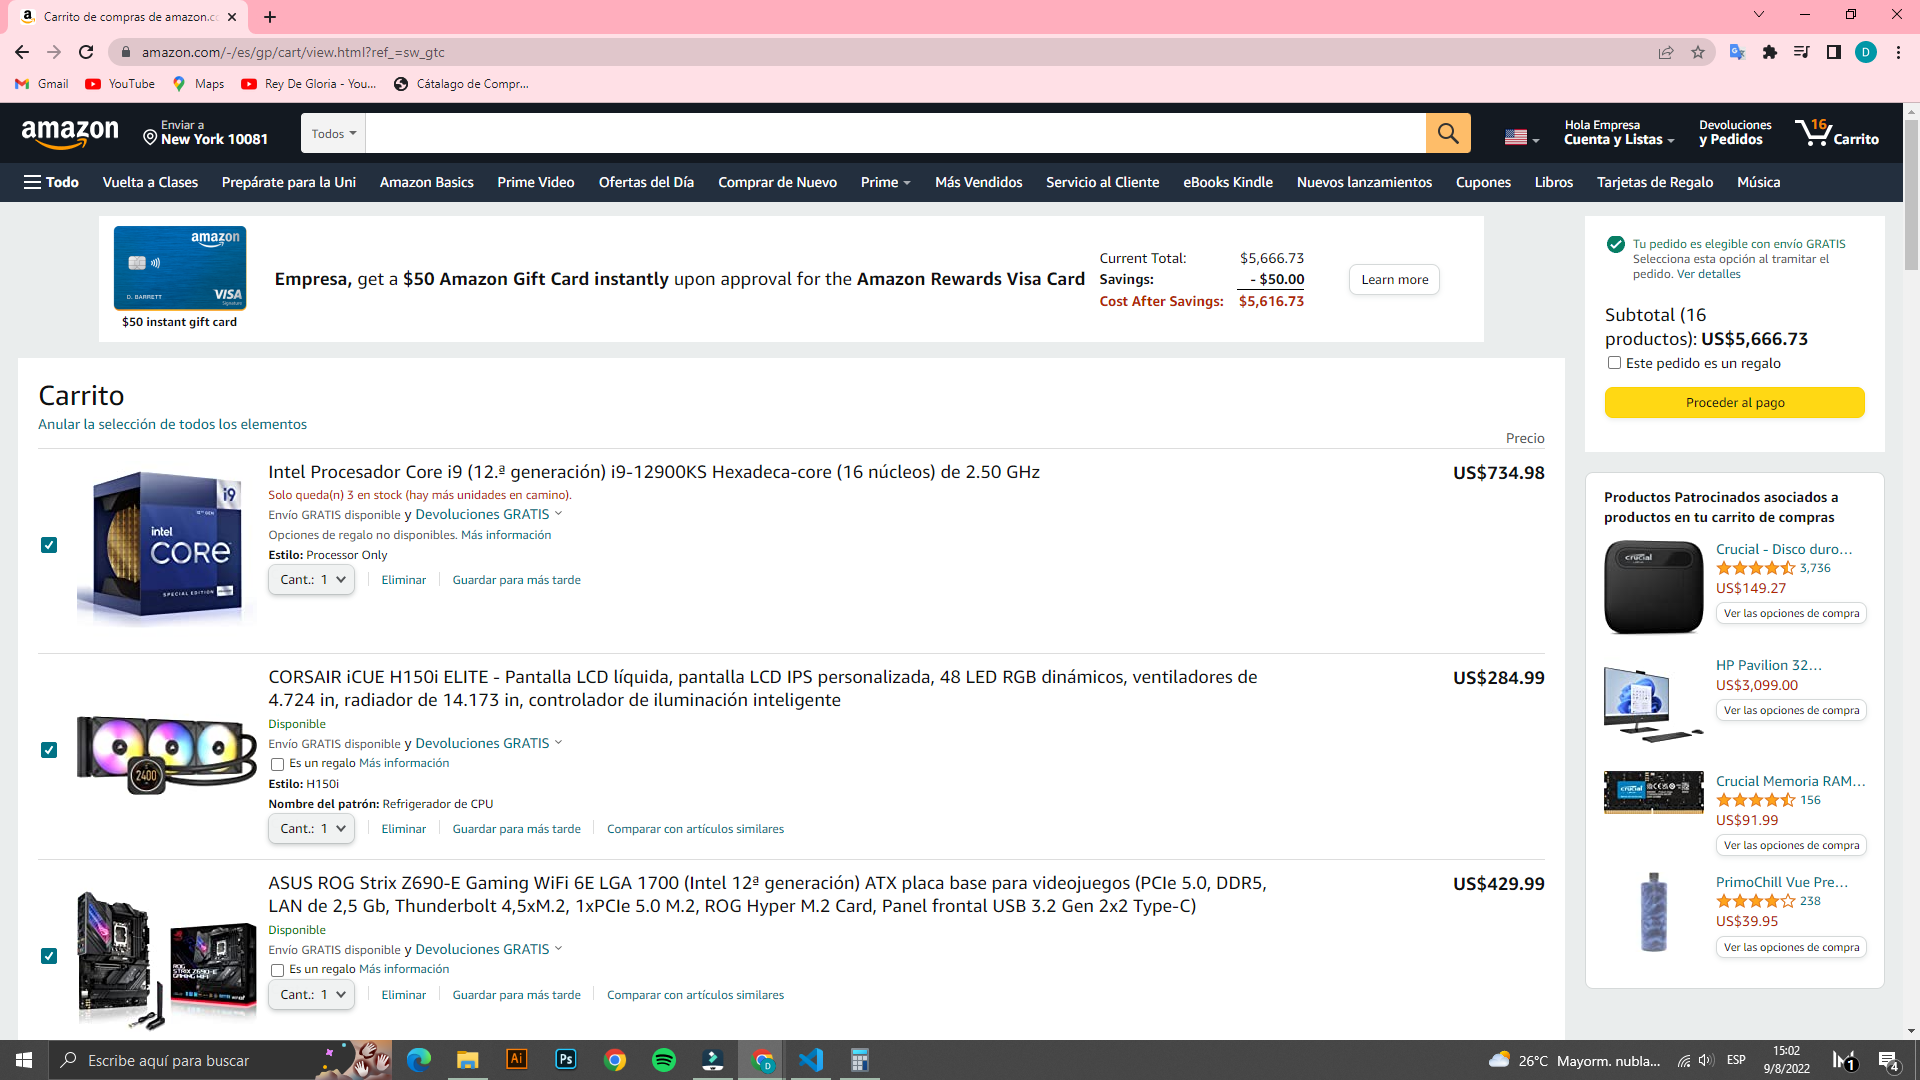 Carrito de compras de amazon.co
amazon.com/-/es/gp/cart/view.html?ref_=sw_gtc
D
Gmail
YouTube
Maps
Rey De Gloria - You...
Cátalago de Compr...
amazon
Enviar a
New York 10081
Todos
Hola Empresa
Cuenta y Listas
Devoluciones
y Pedidos
16
Carrito
Todo
Vuelta a Clases
Prepárate para la Uni
Amazon Basics
Prime Video
Ofertas del Día
Comprar de Nuevo
Prime
Más Vendidos
Servicio al Cliente
eBooks Kindle
Nuevos lanzamientos
Cupones
Libros
Tarjetas de Regalo
Música
amazon
D. BARRETT
VISA
Signature
$50 instant gift card
Empresa, get a $50 Amazon Gift Card instantly upon approval for the Amazon Rewards Visa Card
Current Total: $5,666.73
Savings: - $50.00
Cost After Savings: $5,616.73
Learn more
Tu pedido es elegible con envío GRATIS
Selecciona esta opción al tramitar el
pedido. Ver detalles
Subtotal (16
productos): US$5,666.73
Este pedido es un regalo
Proceder al pago
Carrito
Anular la selección de todos los elementos
Precio
i9
intel
CORE
SPECIAL EDITION
Intel Procesador Core i9 (12.ª generación) i9-12900KS Hexadeca-core (16 núcleos) de 2.50 GHz
US$734.98
Solo queda(n) 3 en stock (hay más unidades en camino).
Envío GRATIS disponible y Devoluciones GRATIS
Opciones de regalo no disponibles. Más información
Estilo: Processor Only
Cant.: 1
Eliminar
Guardar para más tarde
2400
CORSAIR iCUE H150i ELITE - Pantalla LCD líquida, pantalla LCD IPS personalizada, 48 LED RGB dinámicos, ventiladores de
4.724 in, radiador de 14.173 in, controlador de iluminación inteligente
US$284.99
Disponible
Envío GRATIS disponible y Devoluciones GRATIS
Es un regalo Más información
Estilo: H150i
Nombre del patrón: Refrigerador de CPU
Cant.: 1
Eliminar
Guardar para más tarde
Comparar con artículos similares
ROG
STRIX Z690-E
GAMING WIFI
ASUS ROG Strix Z690-E Gaming WiFi 6E LGA 1700 (Intel 12ª generación) ATX placa base para videojuegos (PCIe 5.0, DDR5,
LAN de 2,5 Gb, Thunderbolt 4,5xM.2, 1xPCIe 5.0 M.2, ROG Hyper M.2 Card, Panel frontal USB 3.2 Gen 2x2 Type-C)
US$429.99
Disponible
Envío GRATIS disponible y Devoluciones GRATIS
Es un regalo Más información
Cant.: 1
Eliminar
Guardar para más tarde
Comparar con artículos similares
Productos Patrocinados asociados a
productos en tu carrito de compras
crucial
Crucial - Disco duro...
3,736
US$149.27
Ver las opciones de compra
HP Pavilion 32...
US$3,099.00
Ver las opciones de compra
crucial
Crucial Memoria RAM...
156
US$91.99
Ver las opciones de compra
PrimoChill Vue Pre...
238
US$39.95
Ver las opciones de compra
Escribe aquí para buscar
Ai
Ps
D
26°C Mayorm. nubla...
ESP
15:02
9/8/2022
1
4